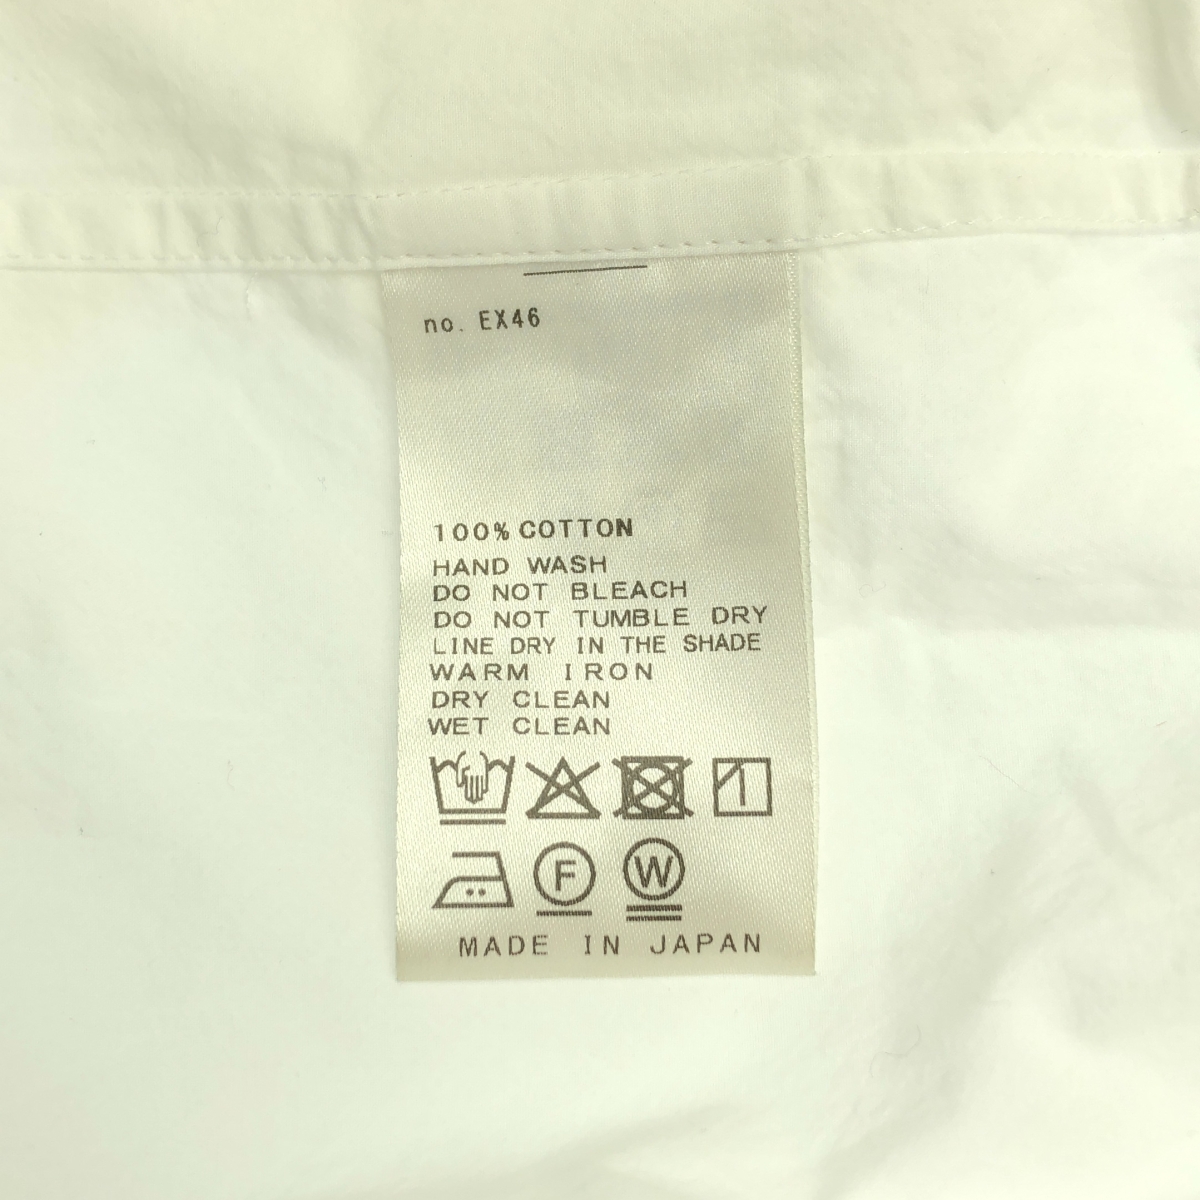 no. EX46
100% COTTON
HAND WASH
DO NOT BLEACH
DO NOT TUMBLE DRY
LINE DRY IN THE SHADE
WARM IRON
DRY CLEAN
WET CLEAN
F W
MADE IN JAPAN